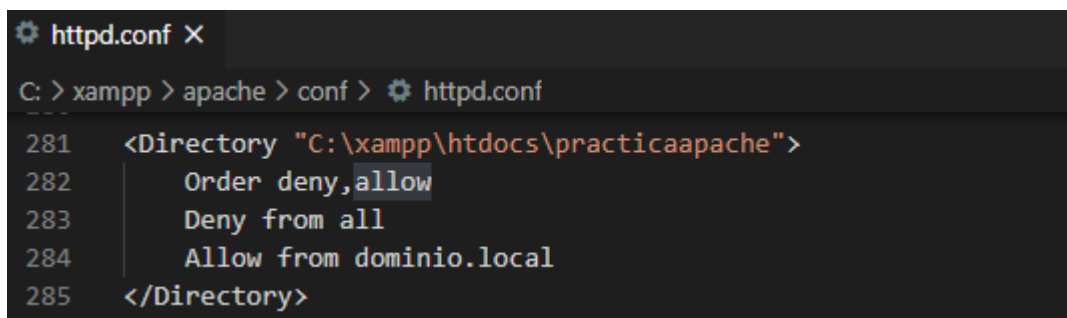 httpd.conf ×
C: > xampp > apache > conf > httpd.conf
281 <Directory "C:\xampp\htdocs\practicaapache">
282 Order deny,allow
283 Deny from all
284 Allow from dominio.local
285 </Directory>